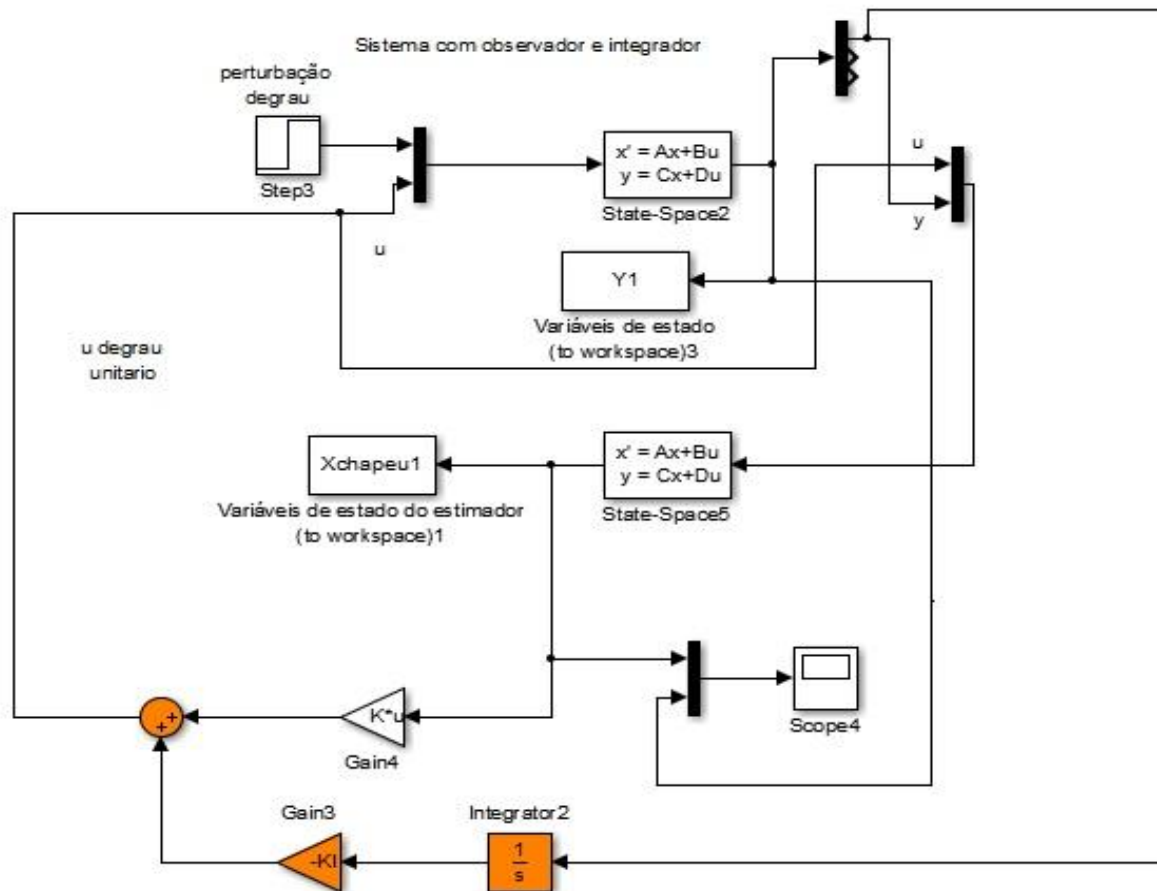 Sistema com observador e integrador
perturbação
degrau
Step3
x' = Ax+Bu
y = Cx+Du
State-Space2
u
y
u
Y1
Variáveis de estado
(to workspace)3
u degrau
unitario
Xchapeu1
Variáveis de estado do estimador
(to workspace)1
x' = Ax+Bu
y = Cx+Du
State-Space5
Scope4
+
+
K*u
Gain4
Gain3
-KI
Integrator2
1
s